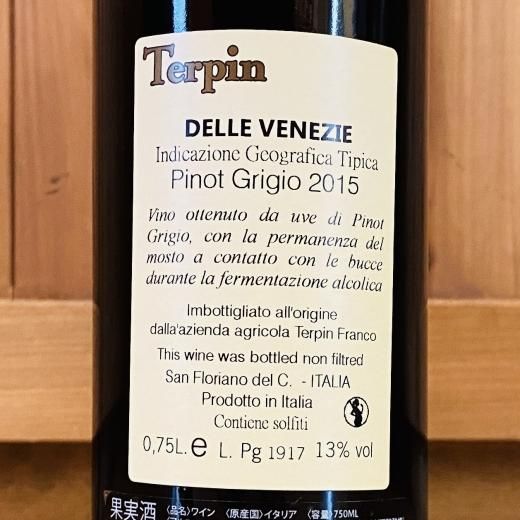 Terpin
DELLE VENEZIE
Indicazione Geografica Tipica
Pinot Grigio 2015
Vino ottenuto da uve di Pinot
Grigio, con la permanenza del
mosto a contatto con le bucce
durante la fermentazione alcolica
Imbottigliato all'origine
dalla'azienda agricola Terpin Franco
This wine was bottled non filtred
San Floriano del C. - ITALIA
Prodotto in Italia
Contiene solfiti
0,75L. e L. Pg 1917 13% vol
果実酒 〈品名〉ワイン 〈原産国〉イタリア 〈容量〉750ML